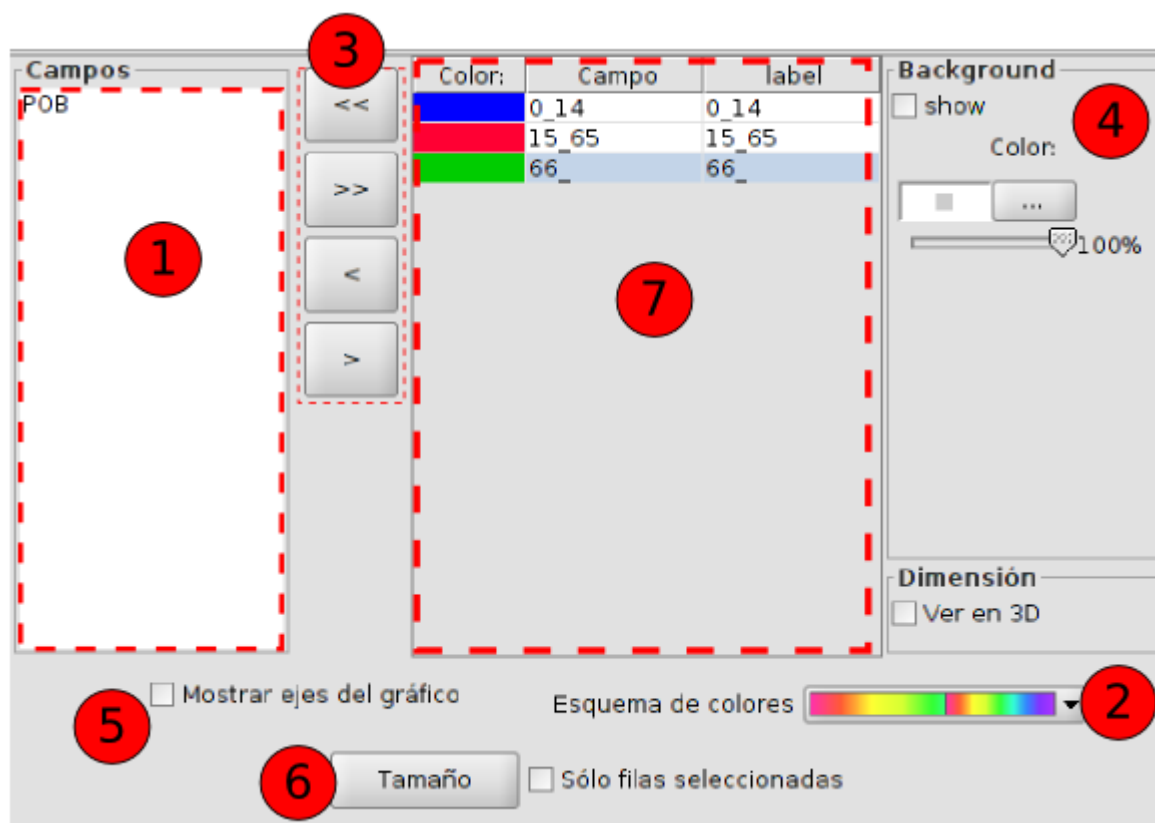 3
Campos
POB
<<
>>
<
>
1
Color: Campo label
0_14 0_14
15_65 15_65
66_ 66_
7
Background
show
4
Color:
...
100%
Dimensión
Ver en 3D
5
Mostrar ejes del gráfico
Esquema de colores
2
6
Tamaño
Sólo filas seleccionadas